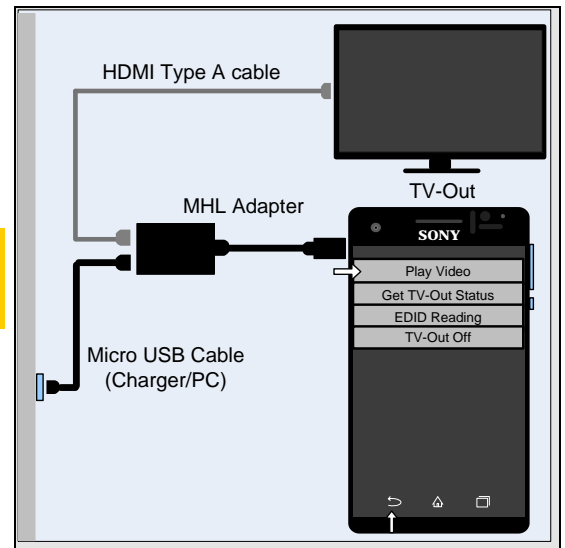 HDMI Type A cable
TV-Out
MHL Adapter
SONY
Play Video
Get TV-Out Status
EDID Reading
TV-Out Off
Micro USB Cable
(Charger/PC)